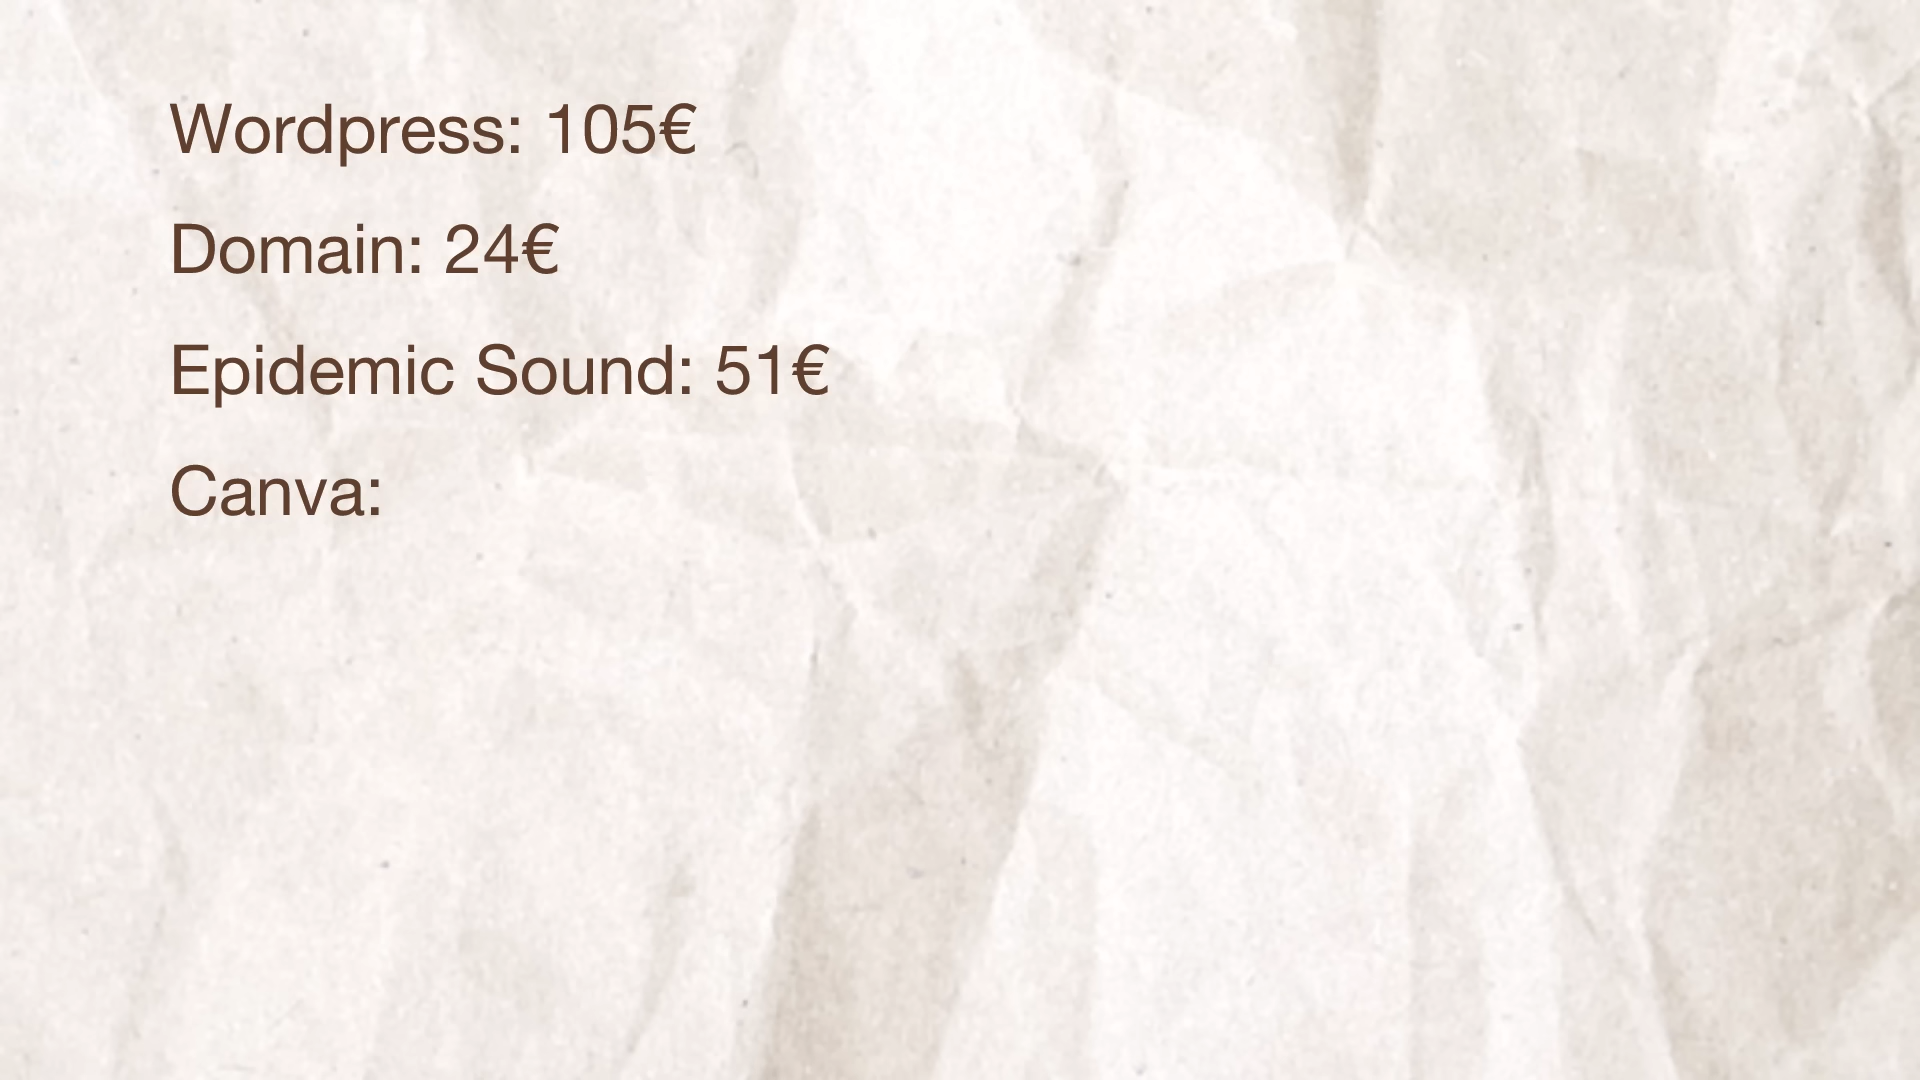 Wordpress: 105€
Domain: 24€
Epidemic Sound: 51€
Canva: